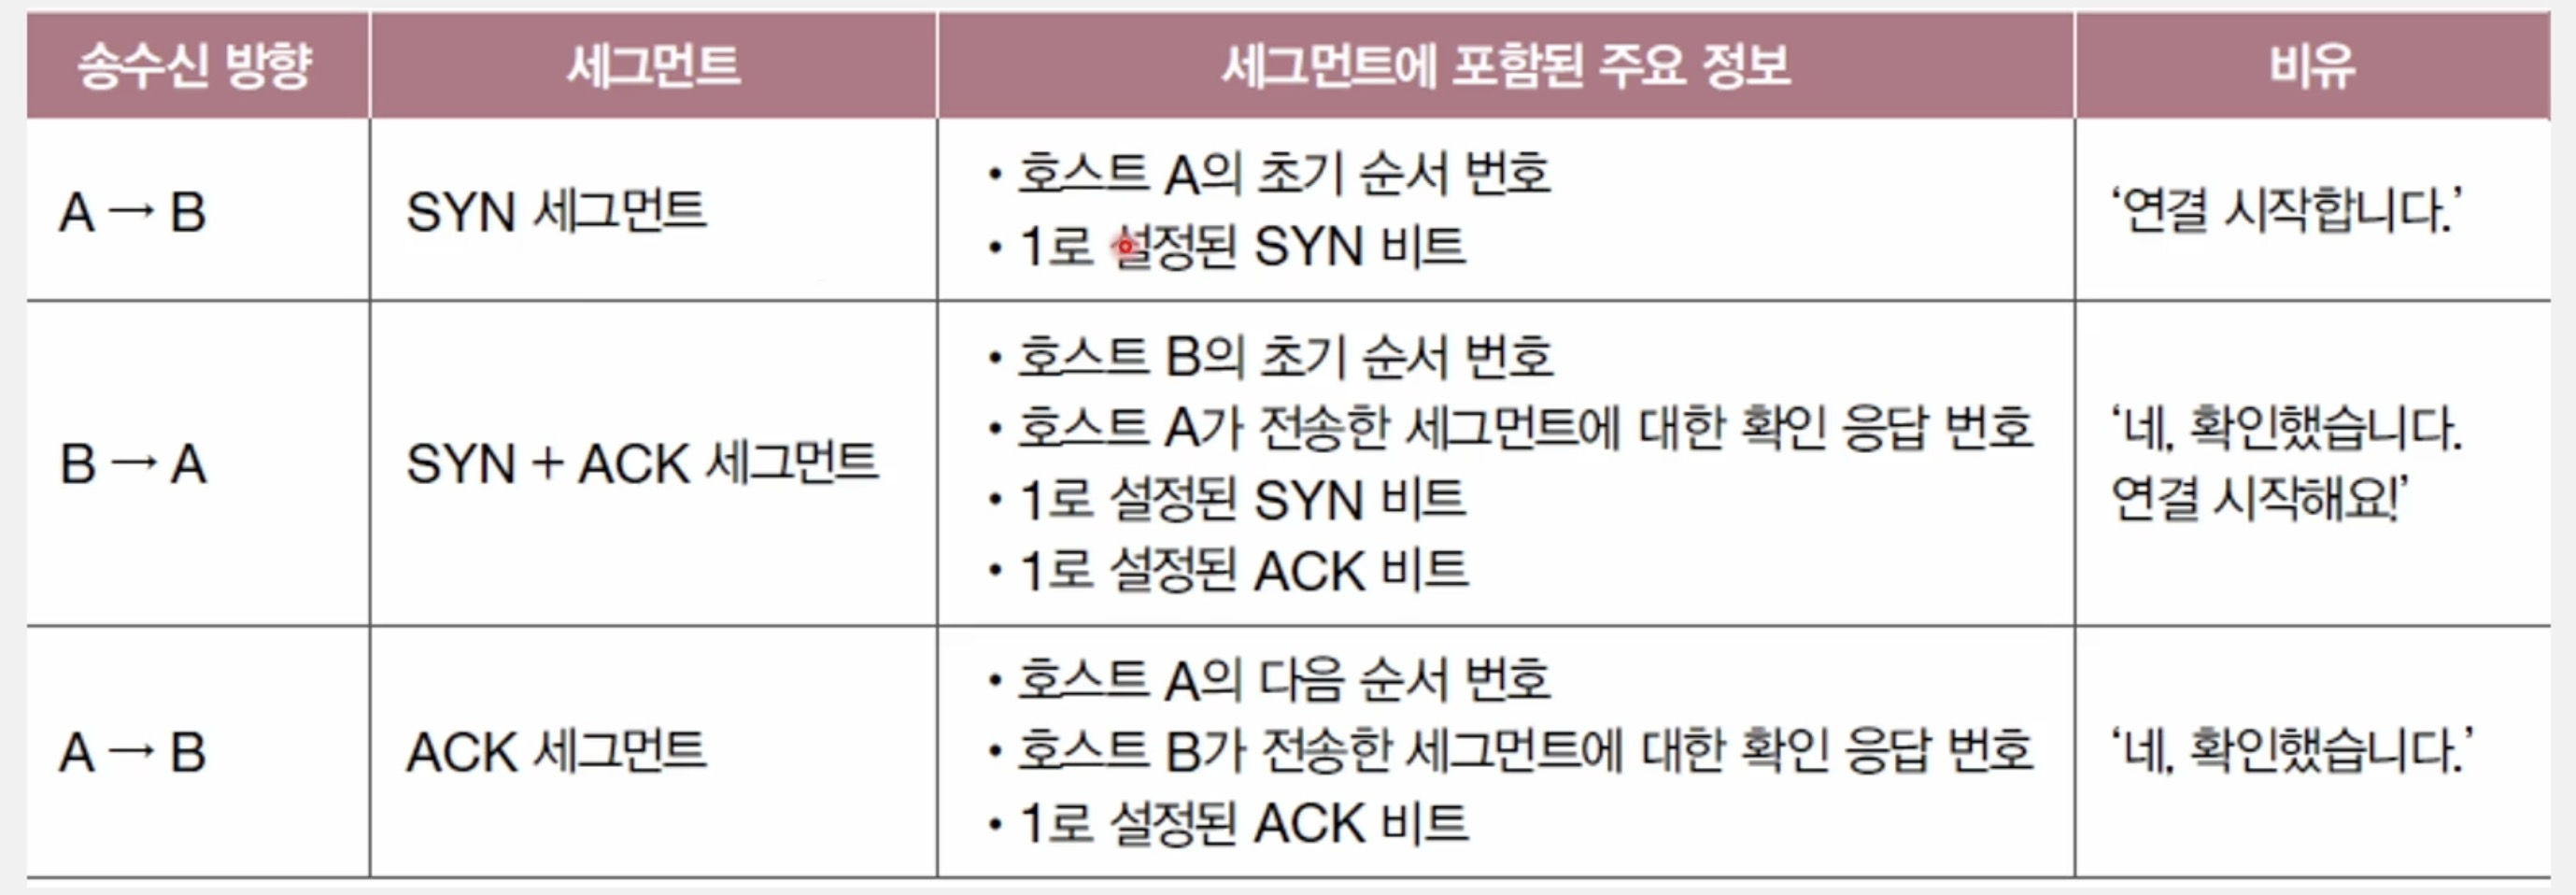 송수신 방향
세그먼트
세그먼트에 포함된 주요 정보
비유
A → B
SYN 세그먼트
• 호스트 A의 초기 순서 번호
• 1로 설정된 SYN 비트
‘연결 시작합니다.’
B → A
SYN + ACK 세그먼트
• 호스트 B의 초기 순서 번호
• 호스트 A가 전송한 세그먼트에 대한 확인 응답 번호
• 1로 설정된 SYN 비트
• 1로 설정된 ACK 비트
‘네, 확인했습니다.
연결 시작해요!’
A → B
ACK 세그먼트
• 호스트 A의 다음 순서 번호
• 호스트 B가 전송한 세그먼트에 대한 확인 응답 번호
• 1로 설정된 ACK 비트
‘네, 확인했습니다.’